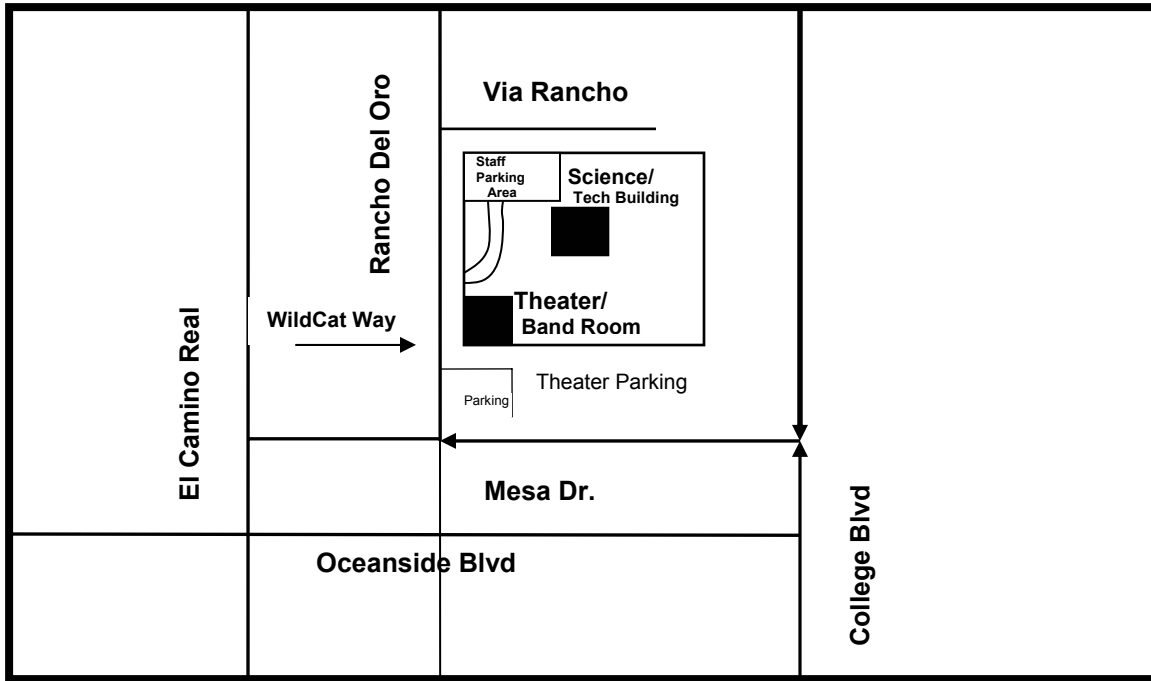 Via Rancho
Rancho Del Oro
Staff
Parking
Area
Science/
Tech Building
Theater/
Band Room
WildCat Way
El Camino Real
Theater Parking
Parking
Mesa Dr.
College Blvd
Oceanside Blvd